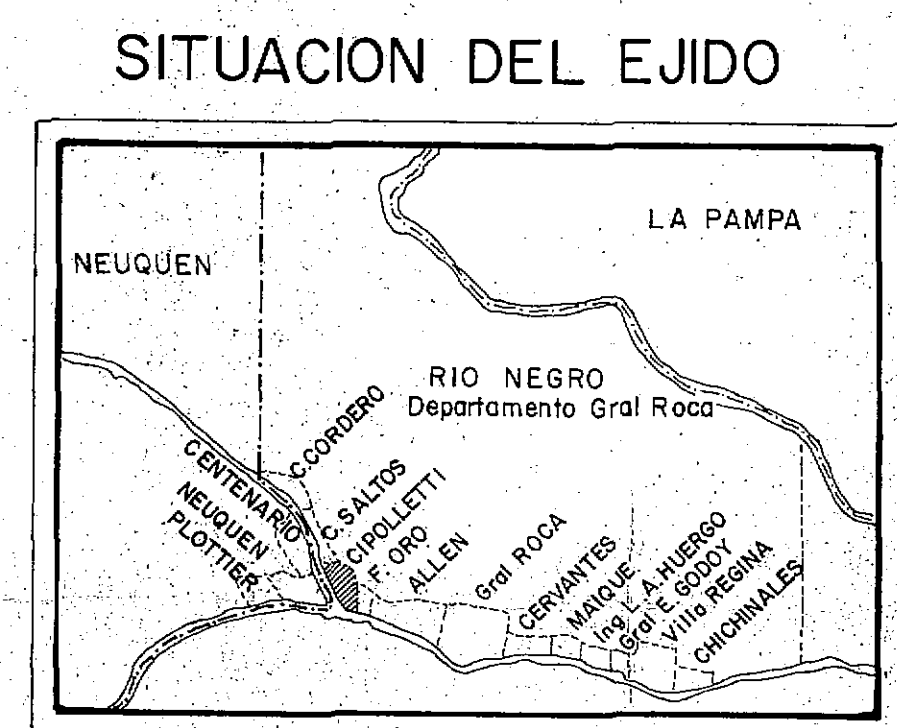 SITUACION DEL EJIDO
LA PAMPA
NEUQUEN
RIO NEGRO
Departamento Gral Roca
C. CORDERO
CENTENARIO
C. SALTOS
NEUQUEN
CIPOLLETTI
PLOTTIER
F. ORO
ALLEN
Gral ROCA
CERVANTES
MAIQUE
Ing L. A. HUERGO
Gral E. GODOY
Villa REGINA
CHICHINALES